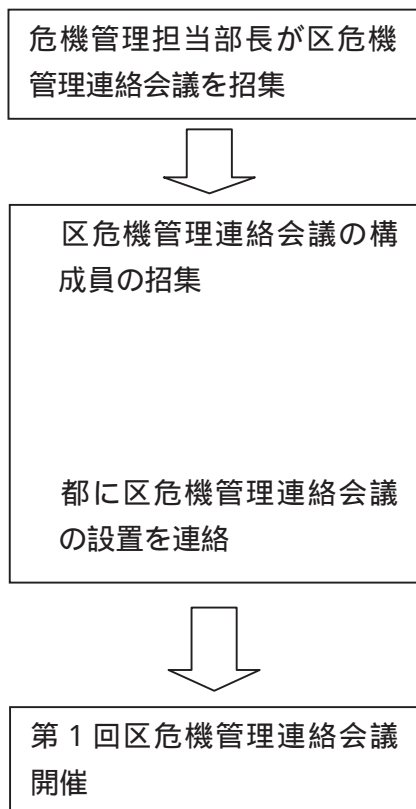 危機管理担当部長が区危機
管理連絡会議を招集
区危機管理連絡会議の構
成員の招集
都に区危機管理連絡会議
の設置を連絡
第1回区危機管理連絡会議
開催